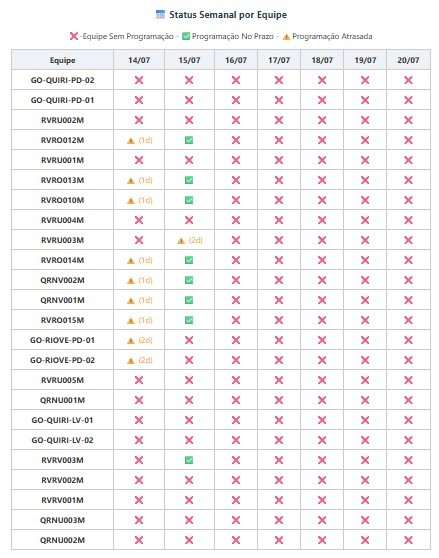 📅 Status Semanal por Equipe
❌ -Equipe Sem Programação - ✅ Programação No Prazo - ⚠️ Programação Atrasada
Equipe 14/07 15/07 16/07 17/07 18/07 19/07 20/07
GO-QUIRI-PD-02 ❌ ❌ ❌ ❌ ❌ ❌ ❌
GO-QUIRI-PD-01 ❌ ❌ ❌ ❌ ❌ ❌ ❌
RVRU002M ❌ ❌ ❌ ❌ ❌ ❌ ❌
RVRO012M ⚠️ (1d) ✅ ❌ ❌ ❌ ❌ ❌
RVRU001M ❌ ❌ ❌ ❌ ❌ ❌ ❌
RVRO013M ⚠️ (1d) ✅ ❌ ❌ ❌ ❌ ❌
RVRO010M ⚠️ (1d) ✅ ❌ ❌ ❌ ❌ ❌
RVRU004M ❌ ❌ ❌ ❌ ❌ ❌ ❌
RVRU003M ❌ ⚠️ (2d) ❌ ❌ ❌ ❌ ❌
RVRO014M ⚠️ (1d) ✅ ❌ ❌ ❌ ❌ ❌
QRNV002M ⚠️ (1d) ✅ ❌ ❌ ❌ ❌ ❌
QRNV001M ⚠️ (1d) ✅ ❌ ❌ ❌ ❌ ❌
RVRO015M ⚠️ (1d) ✅ ❌ ❌ ❌ ❌ ❌
GO-RIOVE-PD-01 ⚠️ (2d) ❌ ❌ ❌ ❌ ❌ ❌
GO-RIOVE-PD-02 ⚠️ (2d) ❌ ❌ ❌ ❌ ❌ ❌
RVRU005M ❌ ❌ ❌ ❌ ❌ ❌ ❌
QRNU001M ❌ ❌ ❌ ❌ ❌ ❌ ❌
GO-QUIRI-LV-01 ❌ ❌ ❌ ❌ ❌ ❌ ❌
GO-QUIRI-LV-02 ❌ ❌ ❌ ❌ ❌ ❌ ❌
RVRV003M ❌ ✅ ❌ ❌ ❌ ❌ ❌
RVRV002M ❌ ❌ ❌ ❌ ❌ ❌ ❌
RVRV001M ❌ ❌ ❌ ❌ ❌ ❌ ❌
QRNU003M ❌ ❌ ❌ ❌ ❌ ❌ ❌
QRNU002M ❌ ❌ ❌ ❌ ❌ ❌ ❌